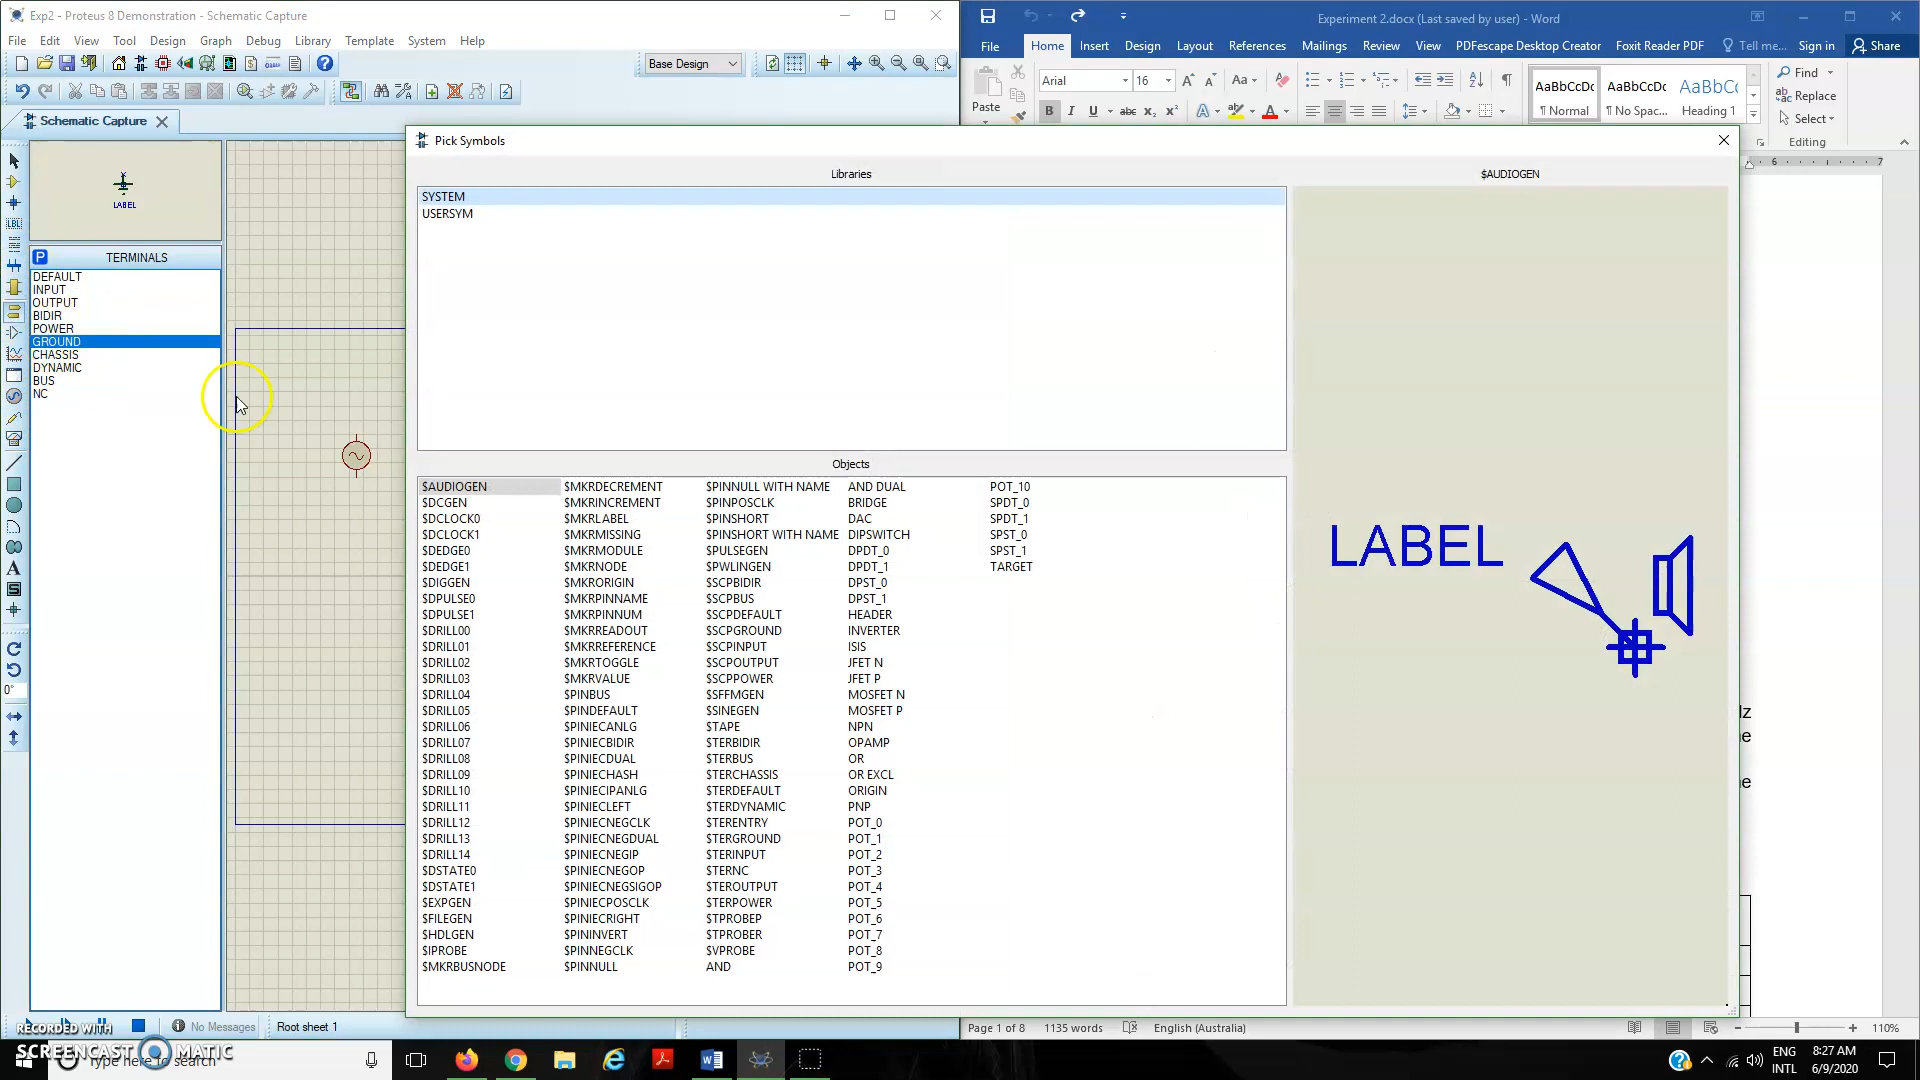 Exp2 - Proteus 8 Demonstration - Schematic Capture
File Edit View Tool Design Graph Debug Library Template System Help
Base Design
Schematic Capture
LABEL
P TERMINALS
DEFAULT
INPUT
OUTPUT
BIDIR
POWER
GROUND
CHASSIS
DYNAMIC
BUS
NC
LBL
A
S
0°
No Messages Root sheet 1
Experiment 2.docx (Last saved by user) - Word
File Home Insert Design Layout References Mailings Review View PDFescape Desktop Creator Foxit Reader PDF Tell me... Sign in Share
Paste
Arial 16
AaBbCcDc AaBbCcDc AaBbCc
¶ Normal ¶ No Spac... Heading 1
Find
Replace
Select
Editing
6 7
Pick Symbols
Libraries
SYSTEM
USERSYM
$AUDIOGEN
LABEL
Objects
$AUDIOGEN $MKRDECREMENT $PINNULL WITH NAME AND DUAL POT_10
$DCGEN $MKRINCREMENT $PINPOSCLK BRIDGE SPDT_0
$DCLOCK0 $MKRLABEL $PINSHORT DAC SPDT_1
$DCLOCK1 $MKRMISSING $PINSHORT WITH NAME DIPSWITCH SPST_0
$DEDGE0 $MKRMODULE $PULSEGEN DPDT_0 SPST_1
$DEDGE1 $MKRNODE $PWLINGEN DPDT_1 TARGET
$DIGGEN $MKRORIGIN $SCPBIDIR DPST_0
$DPULSE0 $MKRPINNAME $SCPBUS DPST_1
$DPULSE1 $MKRPINNUM $SCPDEFAULT HEADER
$DRILL00 $MKRREADOUT $SCPGROUND INVERTER
$DRILL01 $MKRREFERENCE $SCPINPUT ISIS
$DRILL02 $MKRTOGGLE $SCPOUTPUT JFET N
$DRILL03 $MKRVALUE $SCPPOWER JFET P
$DRILL04 $PINBUS $SFFMGEN MOSFET N
$DRILL05 $PINDEFAULT $SINEGEN MOSFET P
$DRILL06 $PINIECANLG $TAPE NPN
$DRILL07 $PINIECBIDIR $TERBIDIR OPAMP
$DRILL08 $PINIECDUAL $TERBUS OR
$DRILL09 $PINIECHASH $TERCHASSIS OR EXCL
$DRILL10 $PINIECIPANLG $TERDEFAULT ORIGIN
$DRILL11 $PINIECLEFT $TERDYNAMIC PNP
$DRILL12 $PINIECNEGCLK $TERENTRY POT_0
$DRILL13 $PINIECNEGDUAL $TERGROUND POT_1
$DRILL14 $PINIECNEGIP $TERINPUT POT_2
$DSTATE0 $PINIECNEGOP $TERNC POT_3
$DSTATE1 $PINIECNEGSIGOP $TEROUTPUT POT_4
$EXPGEN $PINIECPOSCLK $TERPOWER POT_5
$FILEGEN $PINIECRIGHT $TPROBEP POT_6
$HDLGEN $PININVERT $TPROBER POT_7
$IPROBE $PINNEGCLK $VPROBE POT_8
$MKRBUSNODE $PINNULL AND POT_9
Page 1 of 8 1135 words English (Australia) 110%
RECORDED WITH
SCREENCAST MATIC
Type here to search
ENG
INTL
8:27 AM
6/9/2020